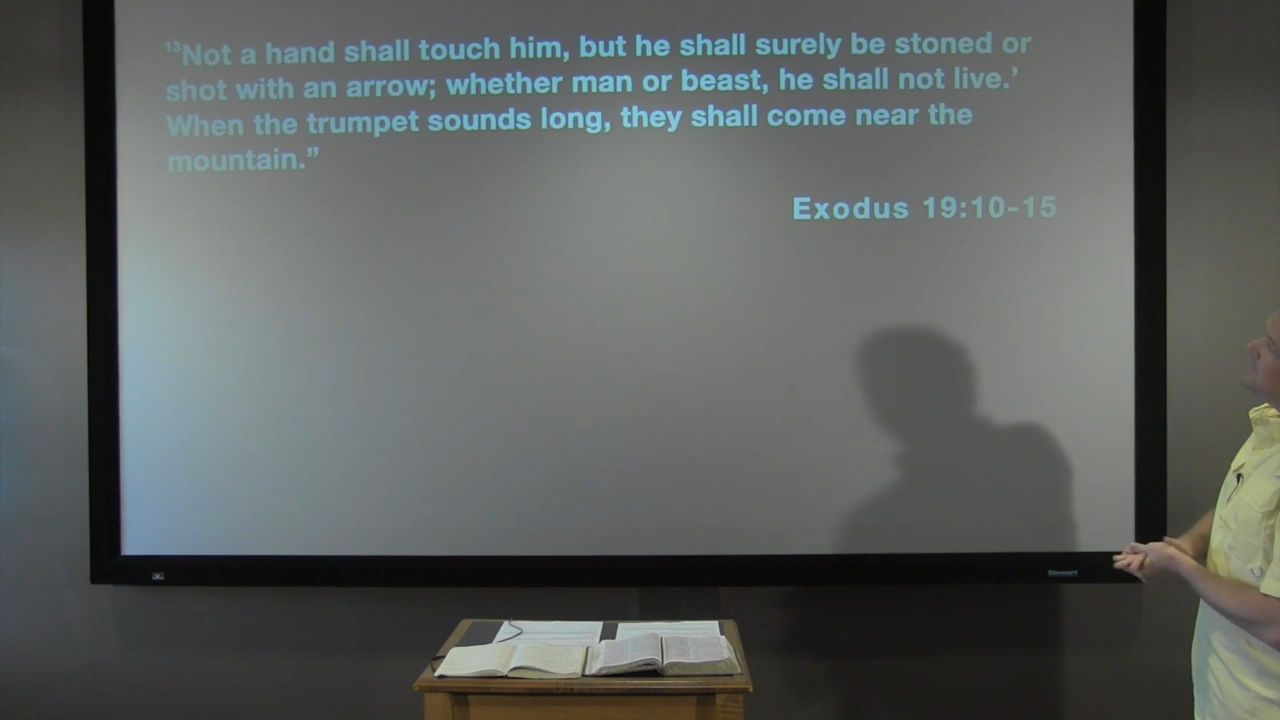 ¹³Not a hand shall touch him, but he shall surely be stoned or
shot with an arrow; whether man or beast, he shall not live.’
When the trumpet sounds long, they shall come near the
mountain.”
Exodus 19:10-15
Stewart